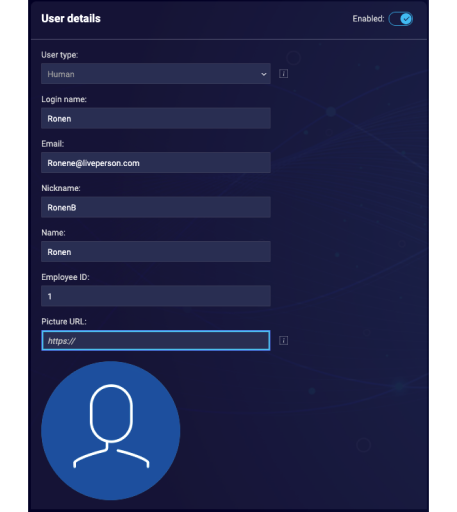 User details
Enabled:
User type:
Human
i
Login name:
Ronen
Email:
Ronene@liveperson.com
Nickname:
RonenB
Name:
Ronen
Employee ID:
1
Picture URL:
https://
i